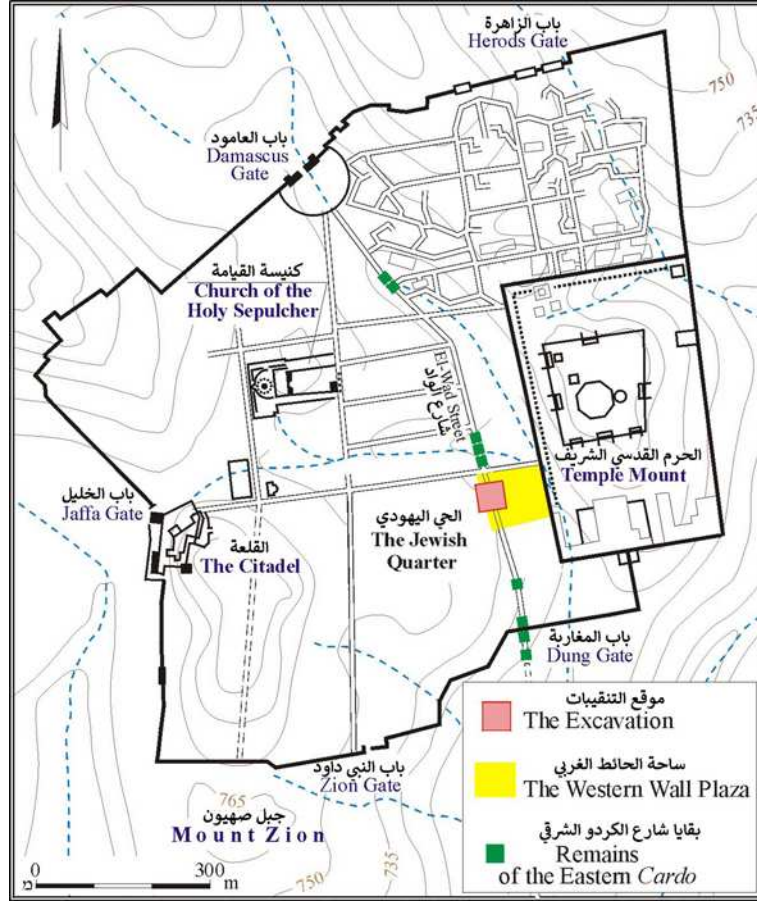 باب الزاهرة
Herods Gate
750
735
باب العامود
Damascus
Gate
كنيسة القيامة
Church of the
Holy Sepulcher
El-Wad Street
شارع الواد
الحرم القدسي الشريف
Temple Mount
باب الخليل
Jaffa Gate
الحي اليهودي
The Jewish
Quarter
القلعة
The Citadel
باب المغاربة
Dung Gate
موقع التنقيبات
The Excavation
ساحة الحائط الغربي
The Western Wall Plaza
بقايا شارع الكردو الشرقي
Remains
of the Eastern Cardo
باب النبي داود
Zion Gate
765
جبل صهيون
Mount Zion
735
750
0 300
מ m